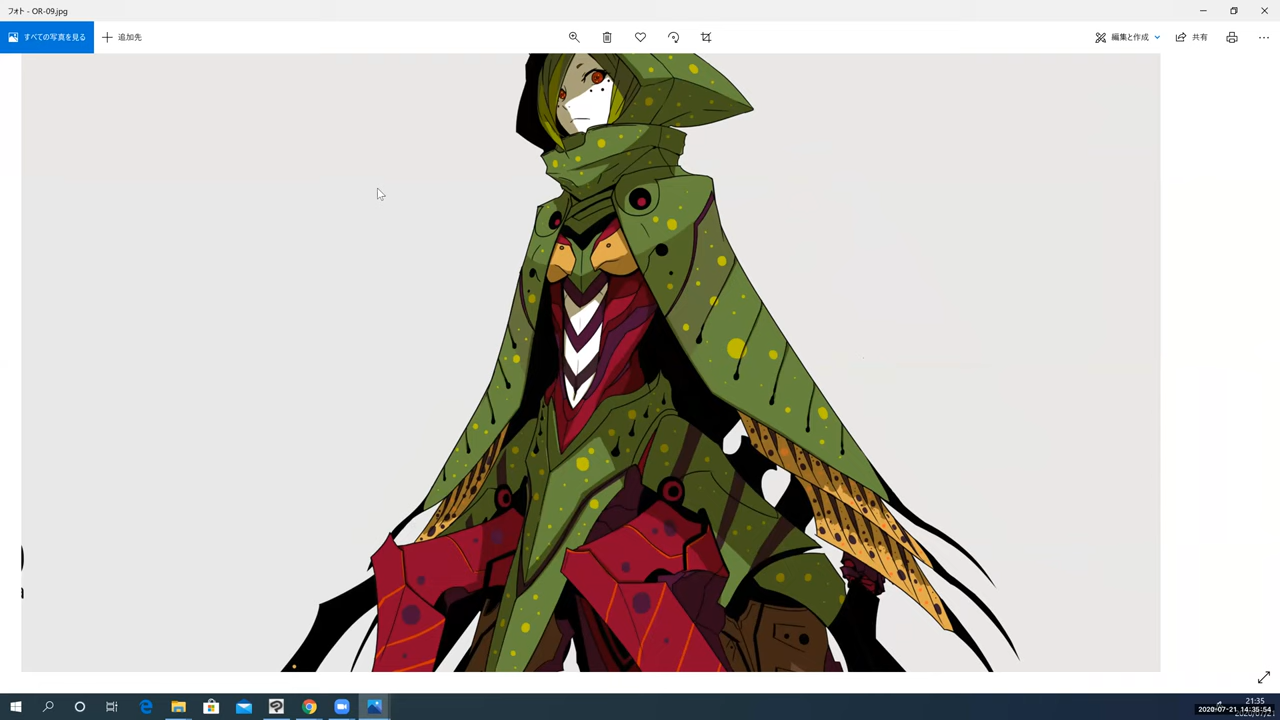 フォト - OR-09.jpg
すべての写真を見る
追加先
編集と作成
共有
a
21:35
2020-07-21 14:35:54